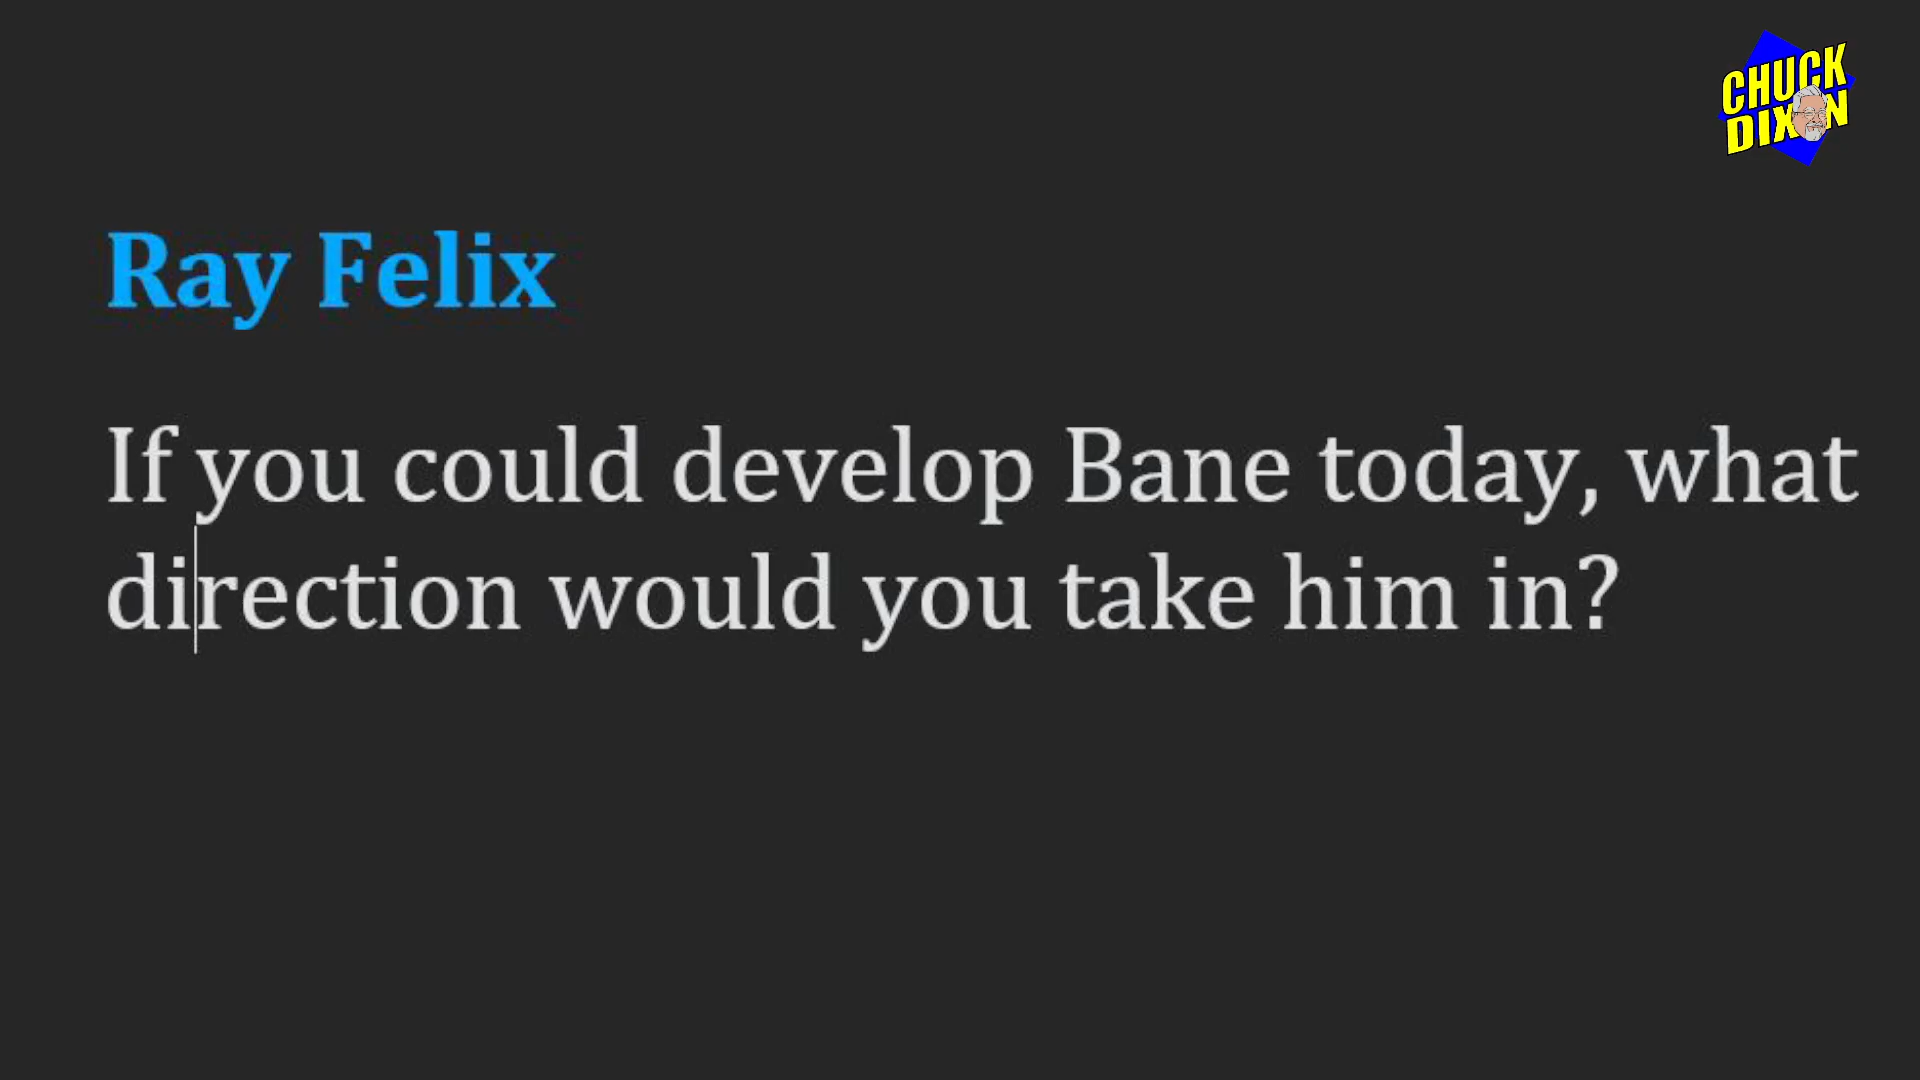 CHUCK
DIXON
Ray Felix
If you could develop Bane today, what
direction would you take him in?